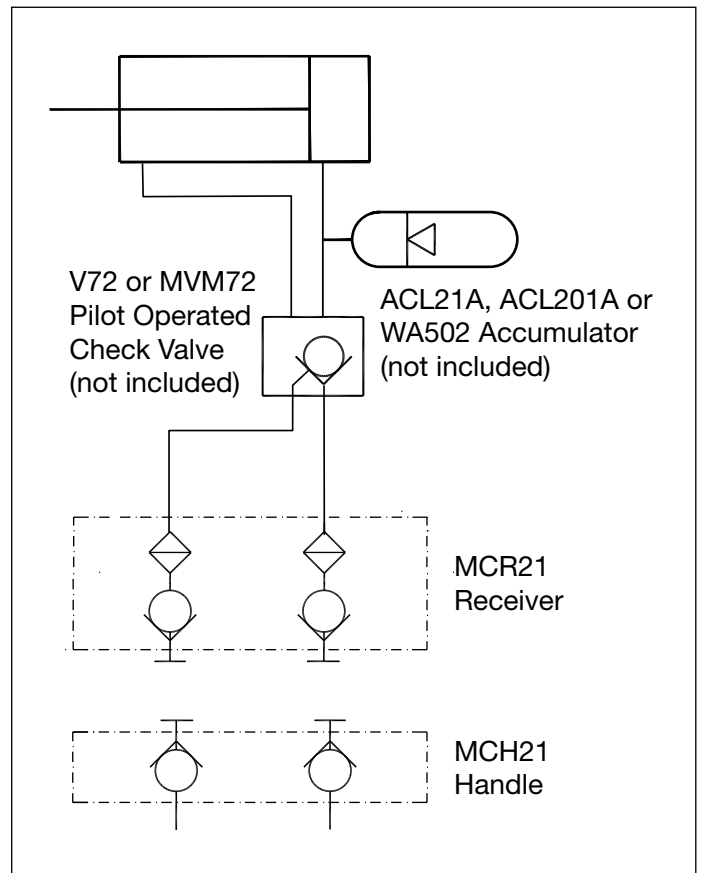 V72 or MVM72
Pilot Operated
Check Valve
(not included)
ACL21A, ACL201A or
WA502 Accumulator
(not included)
MCR21
Receiver
MCH21
Handle